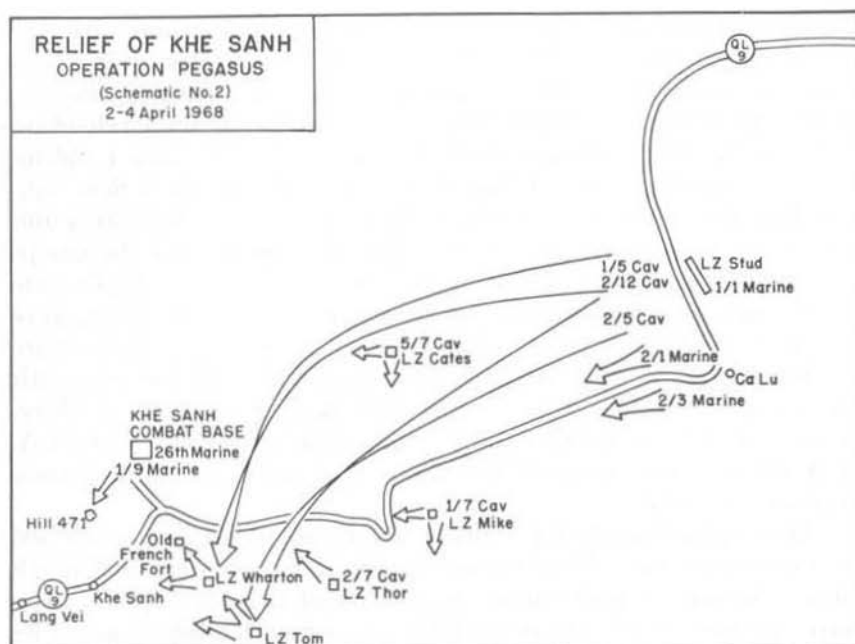 RELIEF OF KHE SANH
OPERATION PEGASUS
(Schematic No.2)
2-4 April 1968
QL
9
1/5 Cav
2/12 Cav
LZ Stud
1/1 Marine
2/5 Cav
5/7 Cav
LZ Cates
2/1 Marine
Ca Lu
2/3 Marine
KHE SANH
COMBAT BASE
26th Marine
1/9 Marine
Hill 471
1/7 Cav
LZ Mike
Old
French
Fort
LZ Wharton
2/7 Cav
LZ Thor
QL
9
Khe Sanh
Lang Vei
LZ Tom